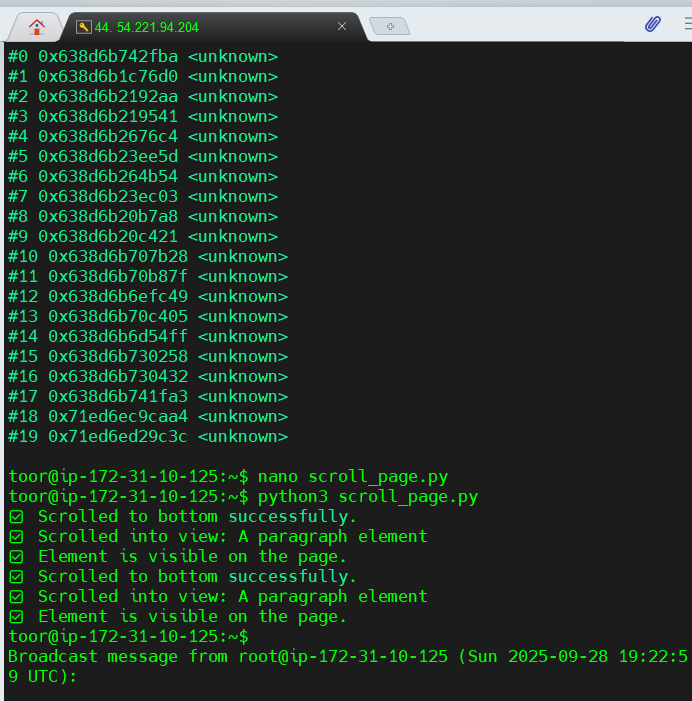 44. 54.221.94.204
#0 0x638d6b742fba <unknown>
#1 0x638d6b1c76d0 <unknown>
#2 0x638d6b2192aa <unknown>
#3 0x638d6b219541 <unknown>
#4 0x638d6b2676c4 <unknown>
#5 0x638d6b23ee5d <unknown>
#6 0x638d6b264b54 <unknown>
#7 0x638d6b23ec03 <unknown>
#8 0x638d6b20b7a8 <unknown>
#9 0x638d6b20c421 <unknown>
#10 0x638d6b707b28 <unknown>
#11 0x638d6b70b87f <unknown>
#12 0x638d6b6efc49 <unknown>
#13 0x638d6b70c405 <unknown>
#14 0x638d6b6d54ff <unknown>
#15 0x638d6b730258 <unknown>
#16 0x638d6b730432 <unknown>
#17 0x638d6b741fa3 <unknown>
#18 0x71ed6ec9caa4 <unknown>
#19 0x71ed6ed29c3c <unknown>
toor@ip-172-31-10-125:~$ nano scroll_page.py
toor@ip-172-31-10-125:~$ python3 scroll_page.py
☑ Scrolled to bottom successfully.
☑ Scrolled into view: A paragraph element
☑ Element is visible on the page.
☑ Scrolled to bottom successfully.
☑ Scrolled into view: A paragraph element
☑ Element is visible on the page.
toor@ip-172-31-10-125:~$
Broadcast message from root@ip-172-31-10-125 (Sun 2025-09-28 19:22:5
9 UTC):